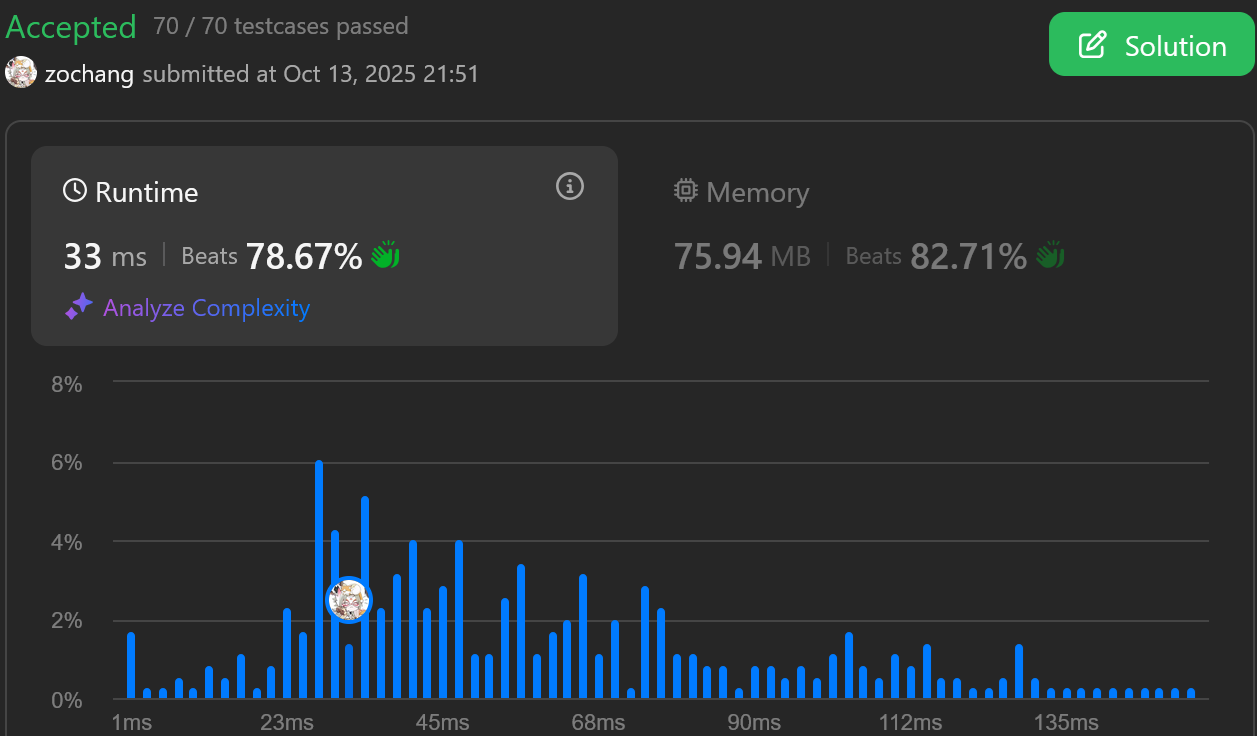 Accepted 70 / 70 testcases passed
Solution
zochang submitted at Oct 13, 2025 21:51
Runtime
33 ms | Beats 78.67%
Analyze Complexity
Memory
75.94 MB | Beats 82.71%
8%
6%
4%
2%
0%
1ms 23ms 45ms 68ms 90ms 112ms 135ms